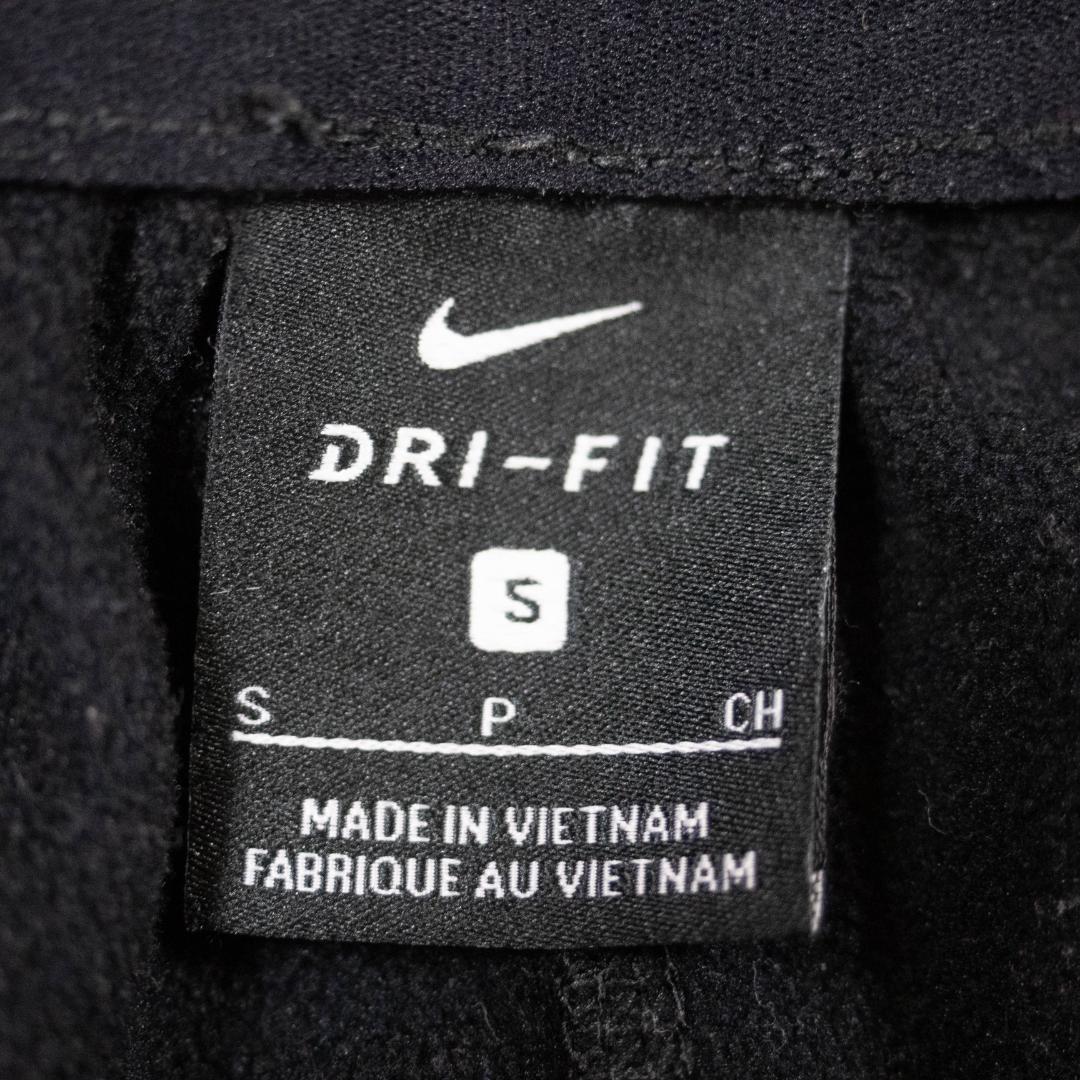 DRI-FIT
S
S P CH
MADE IN VIETNAM
FABRIQUE AU VIETNAM